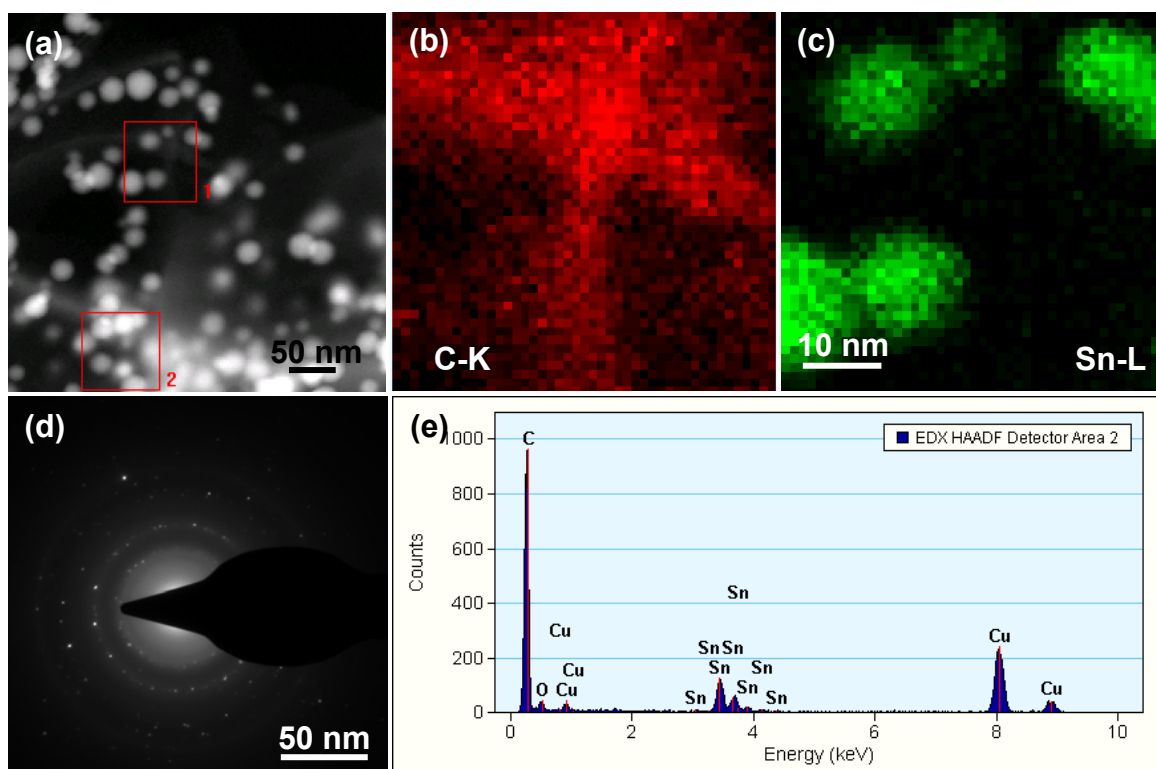 (a)
1
2
50 nm
(b)
C-K
(c)
10 nm
Sn-L
(d)
50 nm
(e)
EDX HAADF Detector Area 2
Counts
1000
800
600
400
200
0
C
O
Cu
Cu
Cu
Sn
Sn Sn
Sn
Sn
Sn
Sn
Sn
Cu
Cu
0 2 4 6 8 10
Energy (keV)